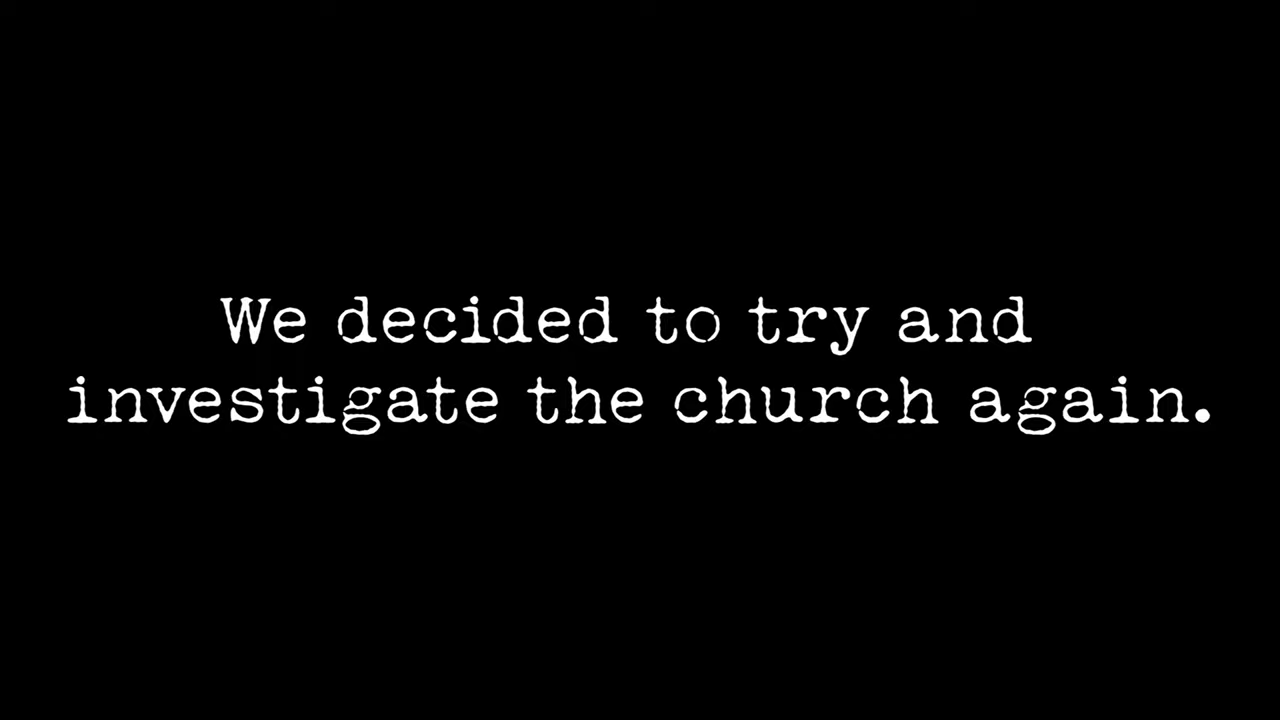 We decided to try and
investigate the church again.